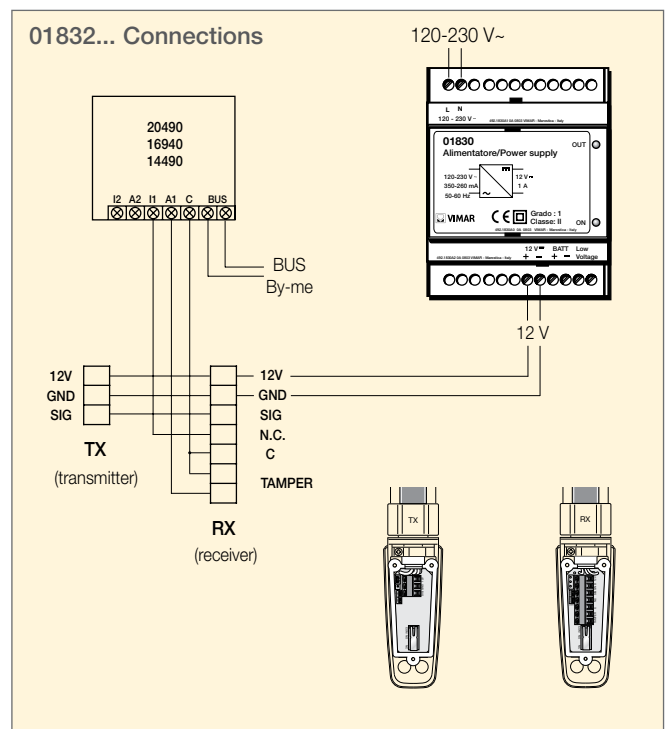 01832... Connections
120-230 V~
20490
16940
14490
I2 A2 I1 A1 C BUS
BUS
By-me
L N
120 - 230 V~
01830
Alimentatore/Power supply
OUT
120-230 V~
350-260 mA
50-60 Hz
12 V
1 A
VIMAR
CE
Grado : 1
Classe: II
ON
12 V BATT Low
+ − + − Voltage
12 V
12V
GND
SIG
TX
(transmitter)
12V
GND
SIG
N.C.
C
TAMPER
RX
(receiver)
TX
RX